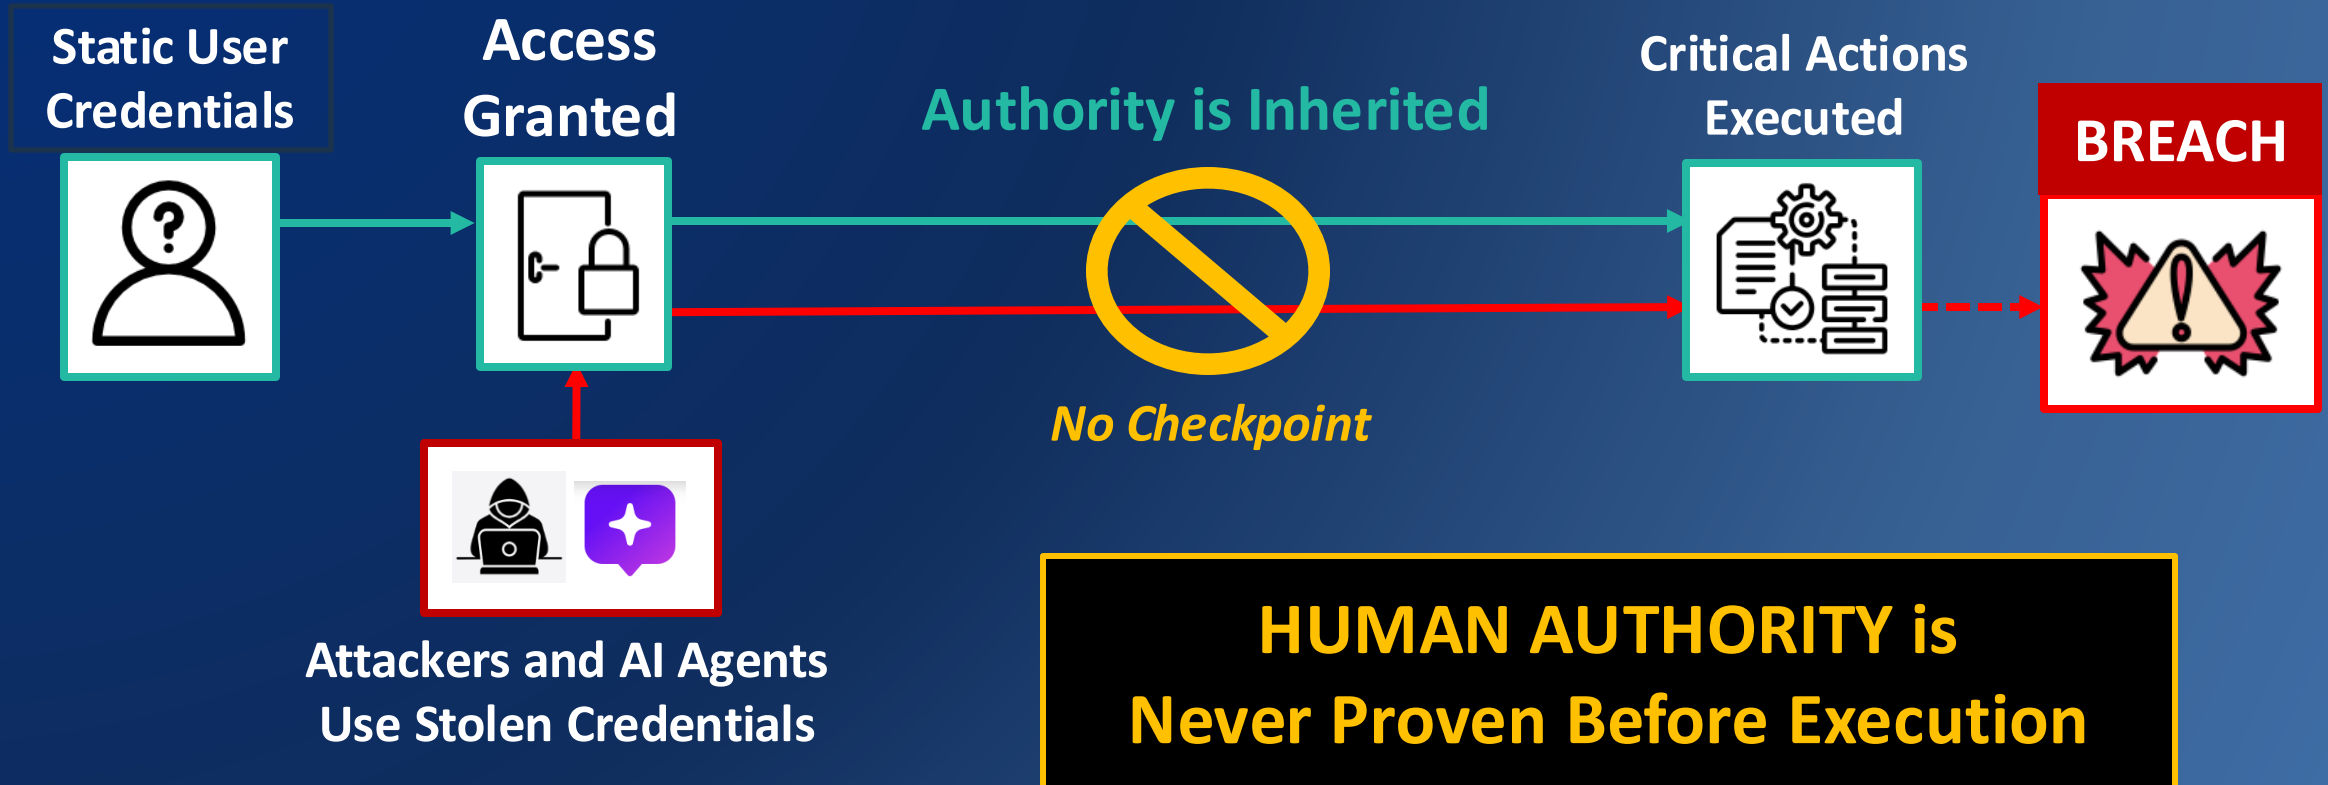 Static User
Credentials
Access
Granted
Authority is Inherited
Critical Actions
Executed
BREACH
?
No Checkpoint
Attackers and AI Agents
Use Stolen Credentials
HUMAN AUTHORITY is
Never Proven Before Execution